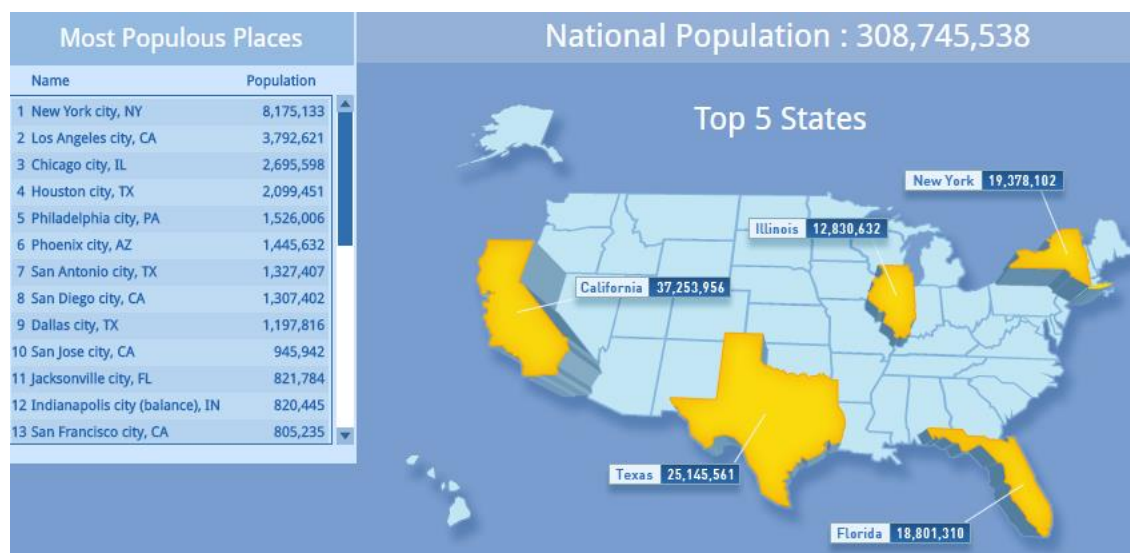 Most Populous Places
Name Population
1 New York city, NY 8,175,133
2 Los Angeles city, CA 3,792,621
3 Chicago city, IL 2,695,598
4 Houston city, TX 2,099,451
5 Philadelphia city, PA 1,526,006
6 Phoenix city, AZ 1,445,632
7 San Antonio city, TX 1,327,407
8 San Diego city, CA 1,307,402
9 Dallas city, TX 1,197,816
10 San Jose city, CA 945,942
11 Jacksonville city, FL 821,784
12 Indianapolis city (balance), IN 820,445
13 San Francisco city, CA 805,235
National Population : 308,745,538
Top 5 States
New York 19,378,102
Illinois 12,830,632
California 37,253,956
Texas 25,145,561
Florida 18,801,310